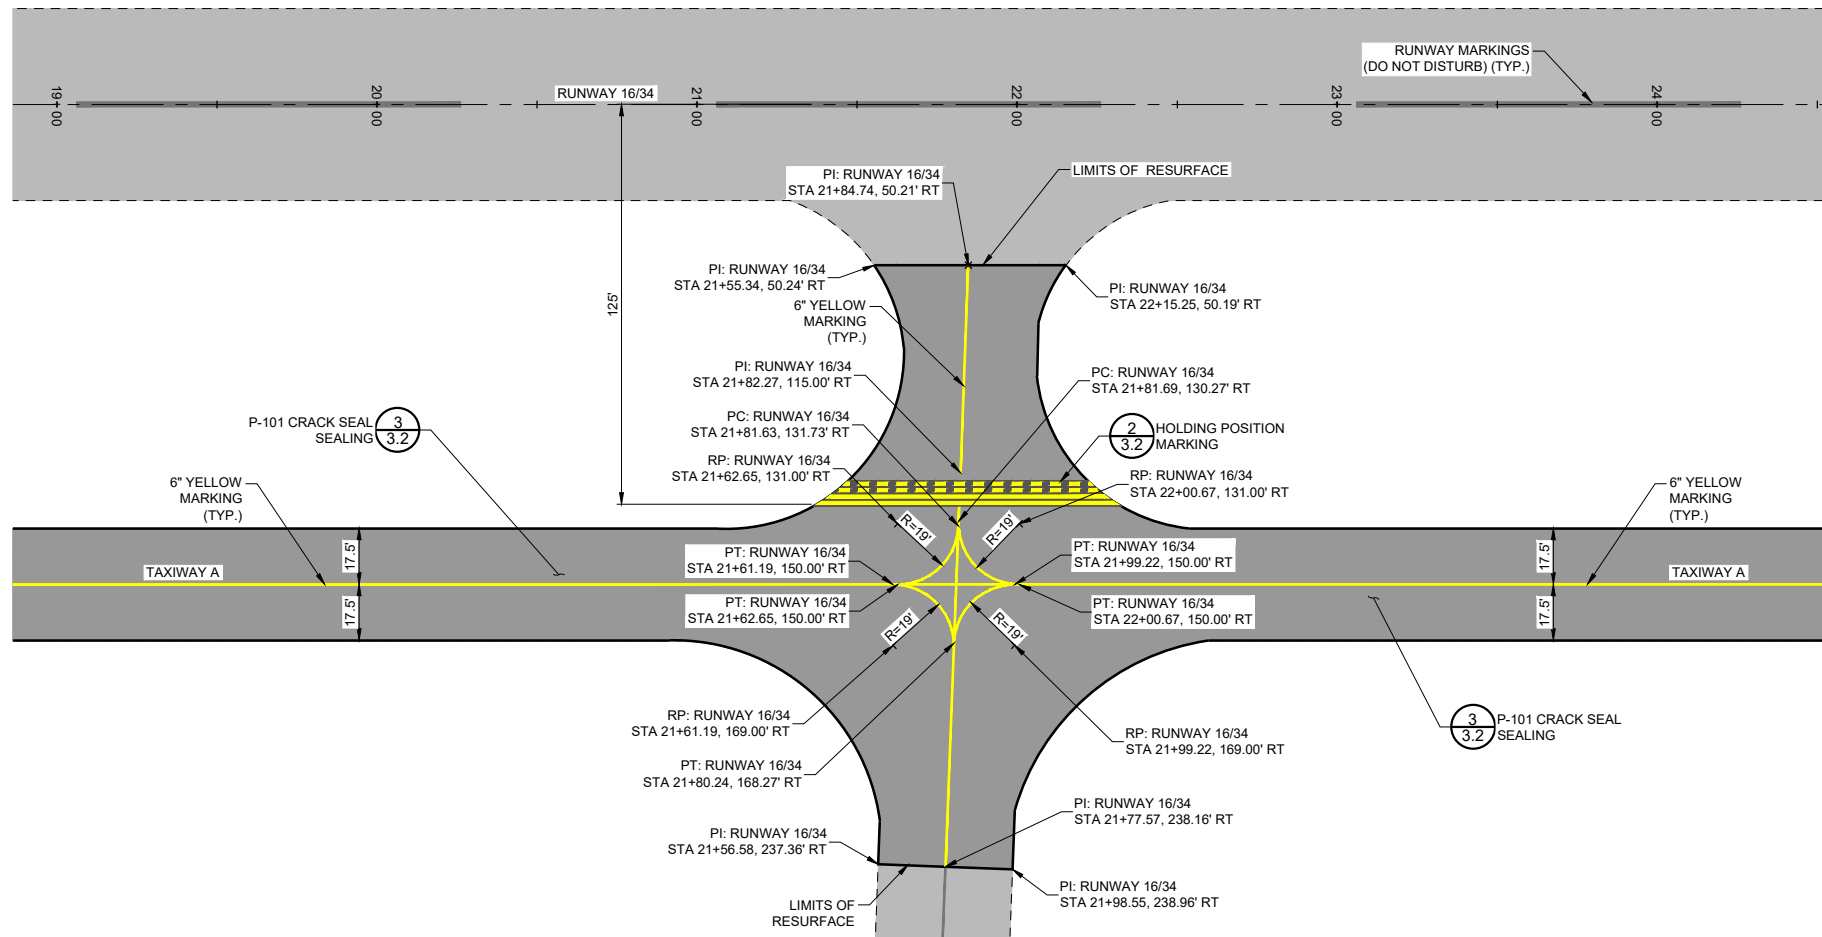 RUNWAY MARKINGS
(DO NOT DISTURB) (TYP.)
RUNWAY 16/34
19+00
20+00
21+00
22+00
23+00
24+00
PI: RUNWAY 16/34
STA 21+84.74, 50.21' RT
LIMITS OF RESURFACE
125'
PI: RUNWAY 16/34
STA 21+55.34, 50.24' RT
PI: RUNWAY 16/34
STA 22+15.25, 50.19' RT
6" YELLOW
MARKING
(TYP.)
PI: RUNWAY 16/34
STA 21+82.27, 115.00' RT
PC: RUNWAY 16/34
STA 21+81.69, 130.27' RT
P-101 CRACK SEAL
SEALING
3
3.2
PC: RUNWAY 16/34
STA 21+81.63, 131.73' RT
2
3.2
HOLDING POSITION
MARKING
RP: RUNWAY 16/34
STA 21+62.65, 131.00' RT
RP: RUNWAY 16/34
STA 22+00.67, 131.00' RT
6" YELLOW
MARKING
(TYP.)
6" YELLOW
MARKING
(TYP.)
R=19'
R=19'
17.5'
17.5'
PT: RUNWAY 16/34
STA 21+61.19, 150.00' RT
PT: RUNWAY 16/34
STA 21+99.22, 150.00' RT
TAXIWAY A
TAXIWAY A
17.5'
17.5'
PT: RUNWAY 16/34
STA 21+62.65, 150.00' RT
PT: RUNWAY 16/34
STA 22+00.67, 150.00' RT
R=19'
R=19'
RP: RUNWAY 16/34
STA 21+61.19, 169.00' RT
RP: RUNWAY 16/34
STA 21+99.22, 169.00' RT
3
3.2
P-101 CRACK SEAL
SEALING
PT: RUNWAY 16/34
STA 21+80.24, 168.27' RT
PI: RUNWAY 16/34
STA 21+77.57, 238.16' RT
PI: RUNWAY 16/34
STA 21+56.58, 237.36' RT
PI: RUNWAY 16/34
STA 21+98.55, 238.96' RT
LIMITS OF
RESURFACE